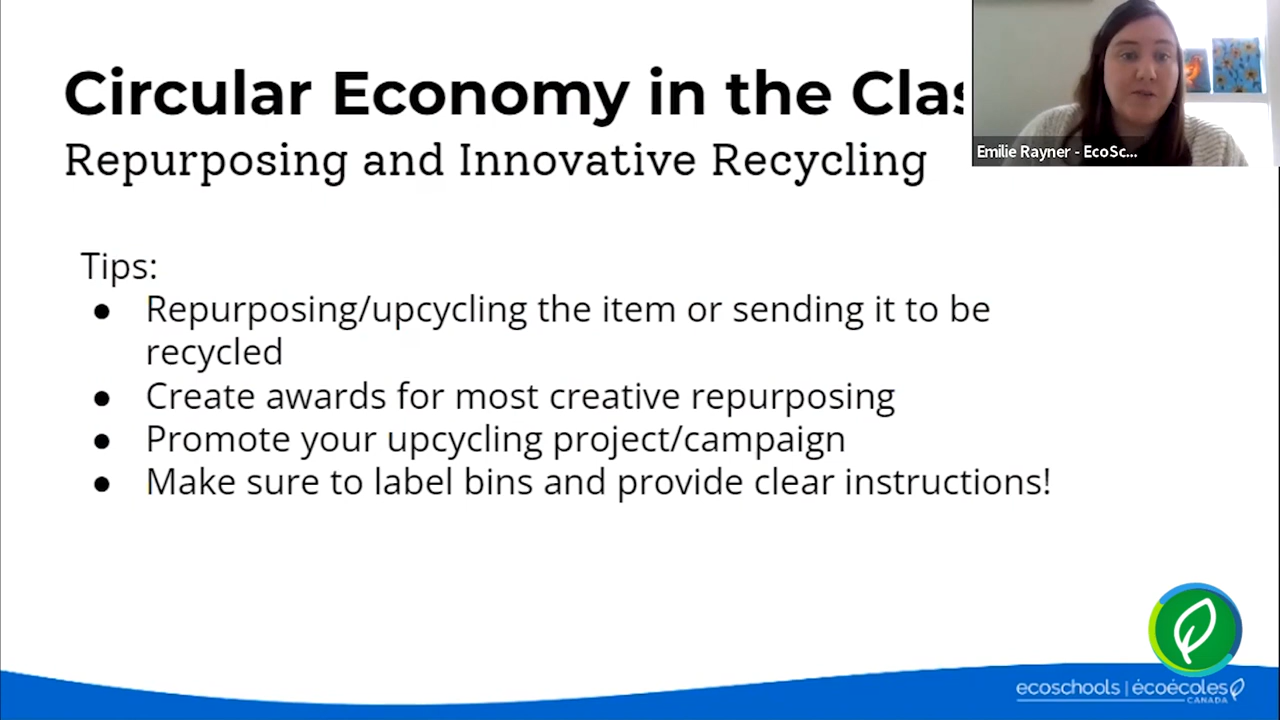 Circular Economy in the Clas
Repurposing and Innovative Recycling
Emilie Rayner - EcoSc...
Tips:
● Repurposing/upcycling the item or sending it to be
recycled
● Create awards for most creative repurposing
● Promote your upcycling project/campaign
● Make sure to label bins and provide clear instructions!
ecoschools | écoécoles
CANADA